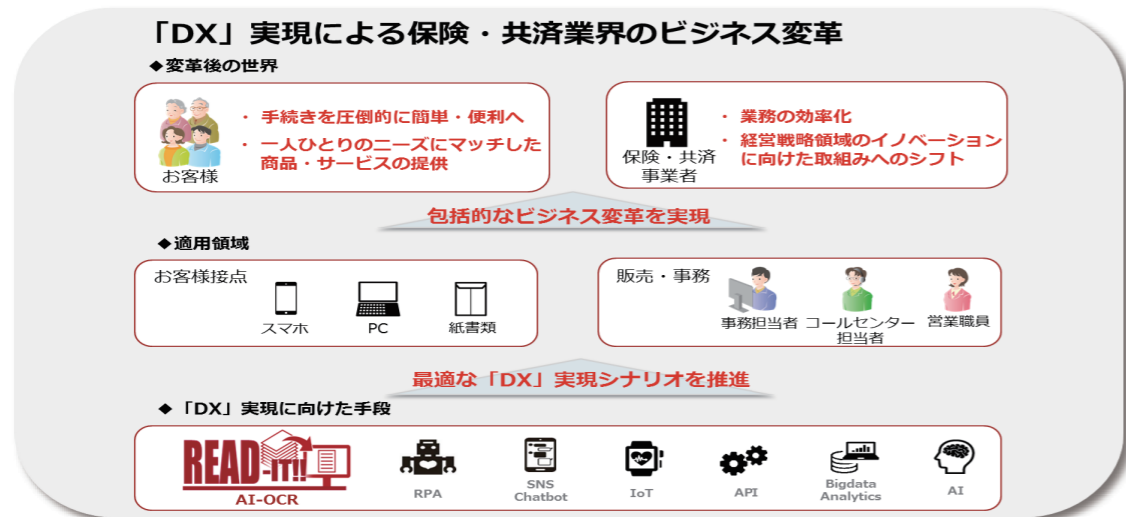 「DX」実現による保険・共済業界のビジネス変革
◆変革後の世界
お客様
・ 手続きを圧倒的に簡単・便利へ
・ 一人ひとりのニーズにマッチした
商品・サービスの提供
保険・共済
事業者
・ 業務の効率化
・ 経営戦略領域のイノベーション
に向けた取組みへのシフト
包括的なビジネス変革を実現
◆適用領域
お客様接点
スマホ
PC
紙書類
販売・事務
事務担当者
コールセンター
担当者
営業職員
最適な「DX」実現シナリオを推進
◆「DX」実現に向けた手段
READ-IT!!
AI-OCR
RPA
SNS
Chatbot
IoT
API
Bigdata
Analytics
AI